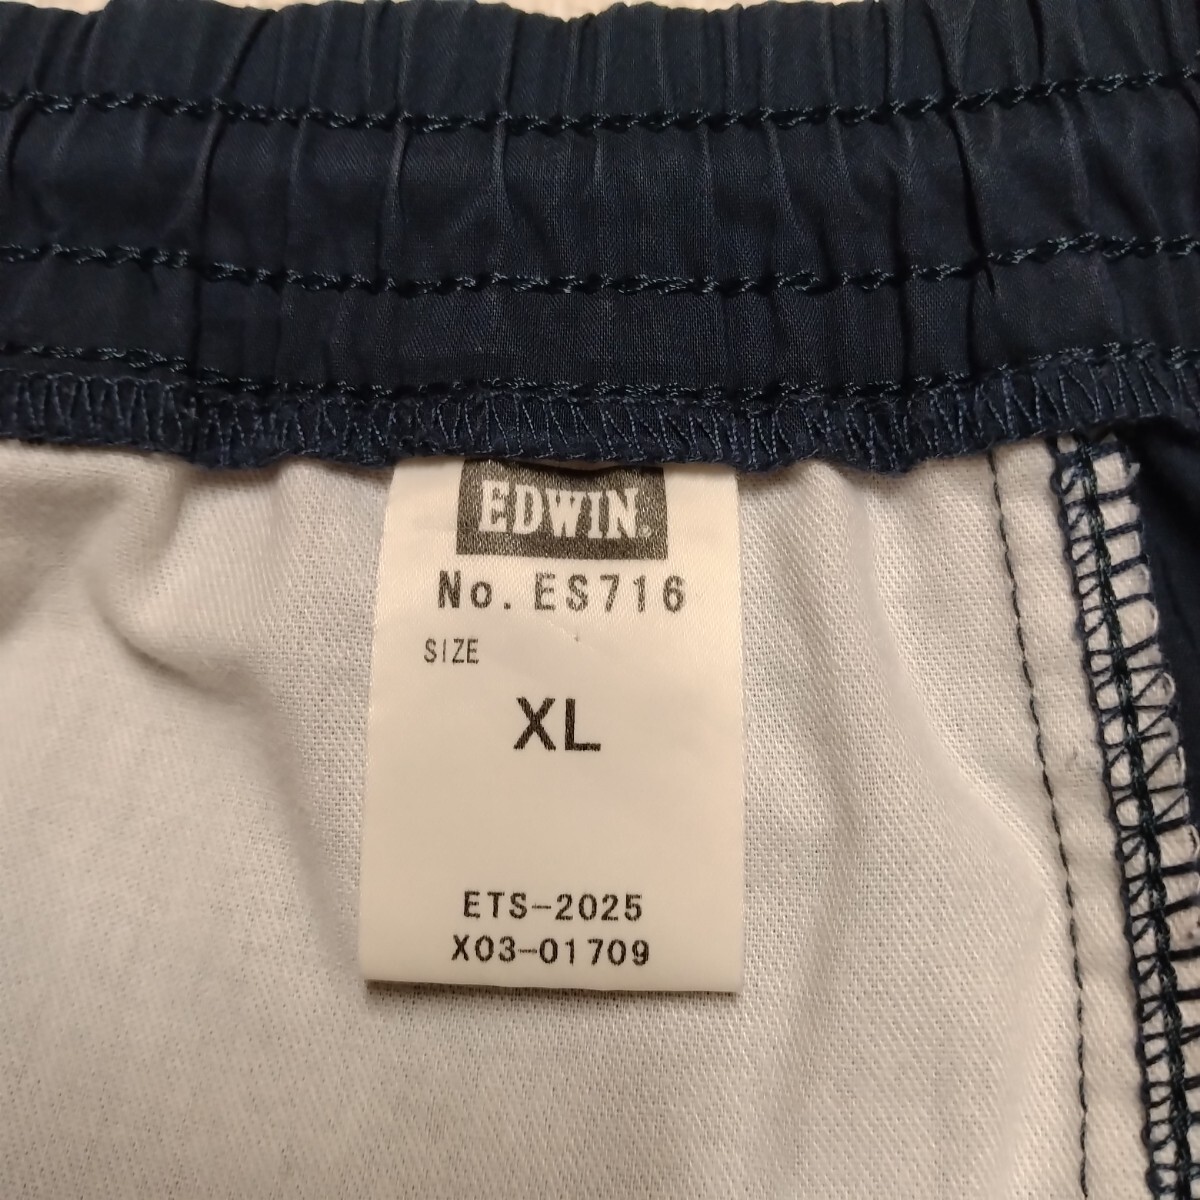 EDWIN.
No. ES716
SIZE
XL
ETS-2025
X03-01709